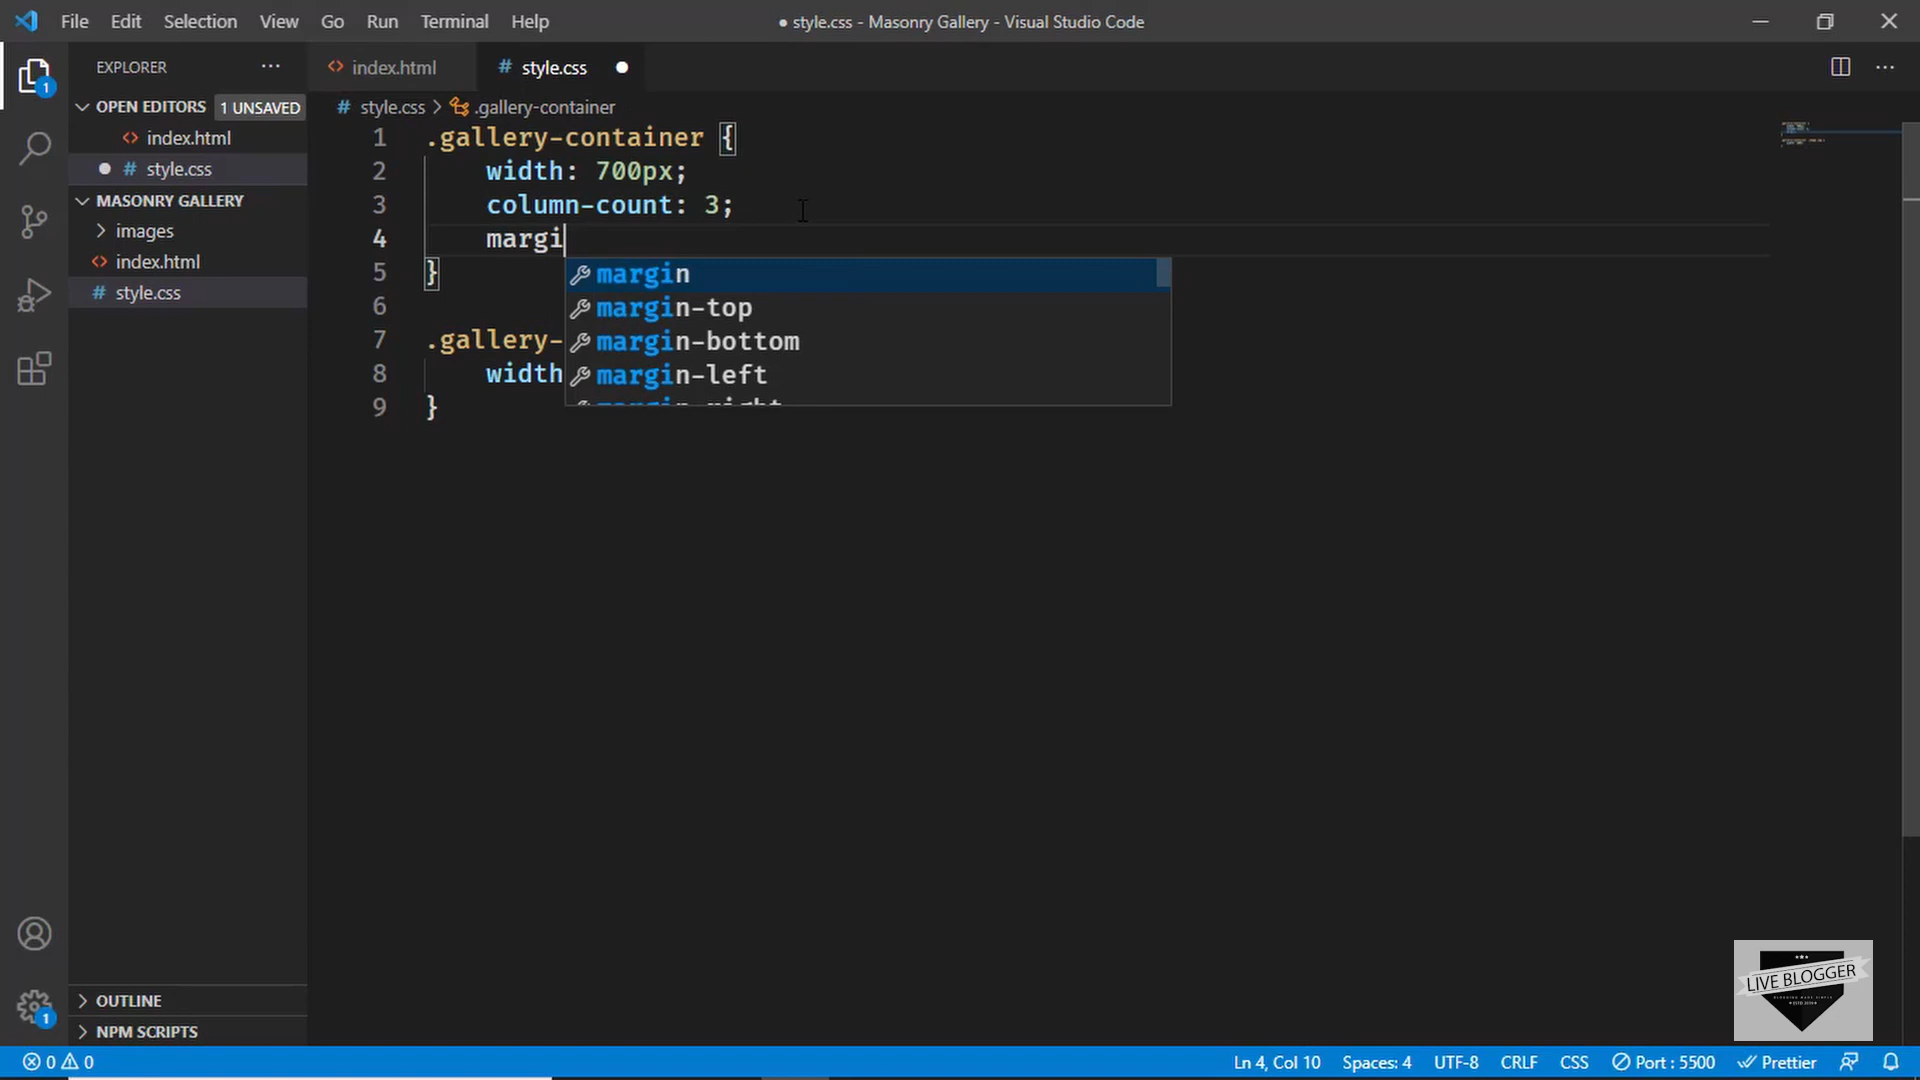 File Edit Selection View Go Run Terminal Help
● style.css - Masonry Gallery - Visual Studio Code
EXPLORER
index.html
# style.css ●
OPEN EDITORS 1 UNSAVED
# style.css > .gallery-container
index.html
1 .gallery-container {
● # style.css
2 width: 700px;
MASONRY GALLERY
3 column-count: 3;
images
4 margi
index.html
5 }
margin
# style.css
6
margin-top
7 .gallery-
margin-bottom
8 width
margin-left
9 }
margin-right
LIVE BLOGGER
OUTLINE
NPM SCRIPTS
1
1
0 0
Ln 4, Col 10 Spaces: 4 UTF-8 CRLF CSS Port : 5500 Prettier